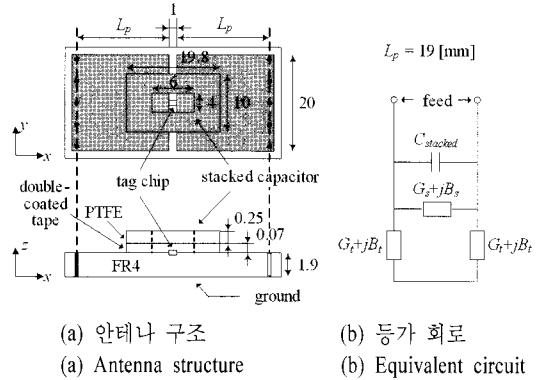 1
Lp
Lp
19.8
6
4
10
20
y
x
tag chip
stacked capacitor
double-
coated
tape
PTFE
0.25
0.07
z
x
FR4
1.9
ground
(a) 안테나 구조
(a) Antenna structure
Lp = 19 [mm]
feed
Cstacked
Gs+jBs
Gt+jBt
Gt+jBt
(b) 등가 회로
(b) Equivalent circuit